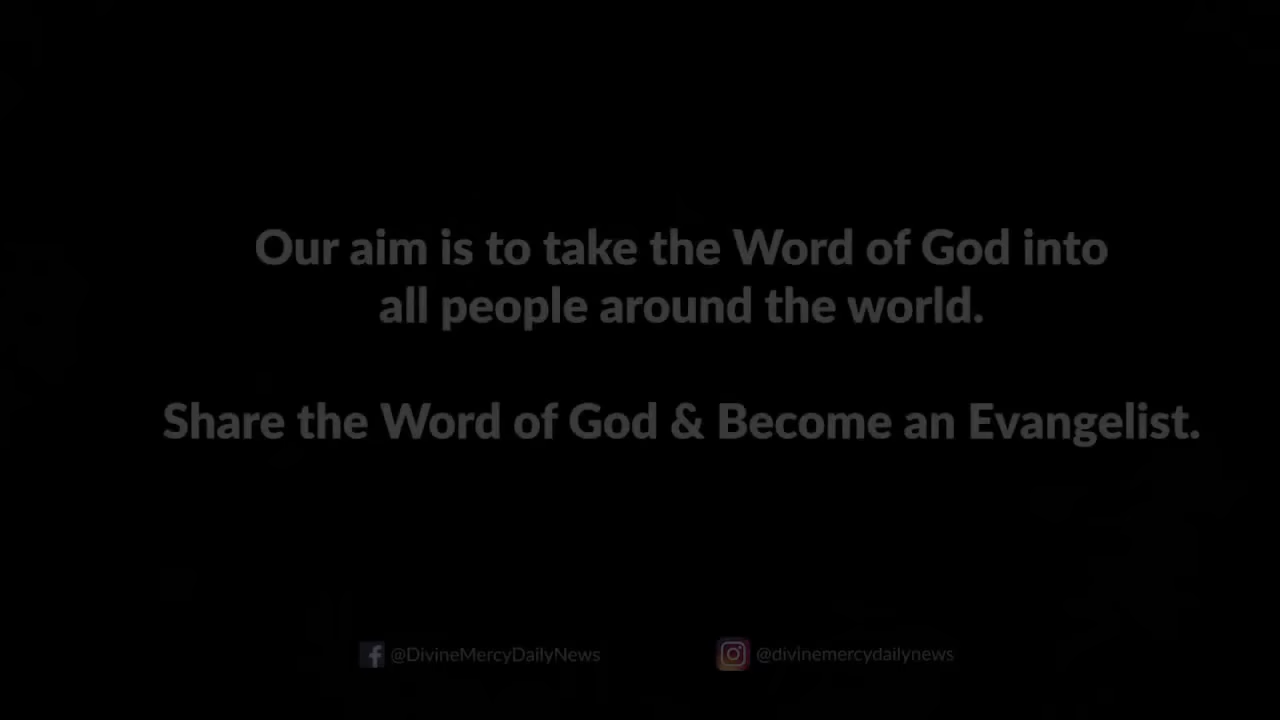 Our aim is to take the Word of God into
all people around the world.
Share the Word of God & Become an Evangelist.
@DivineMercyDailyNews
@divinemercydailynews